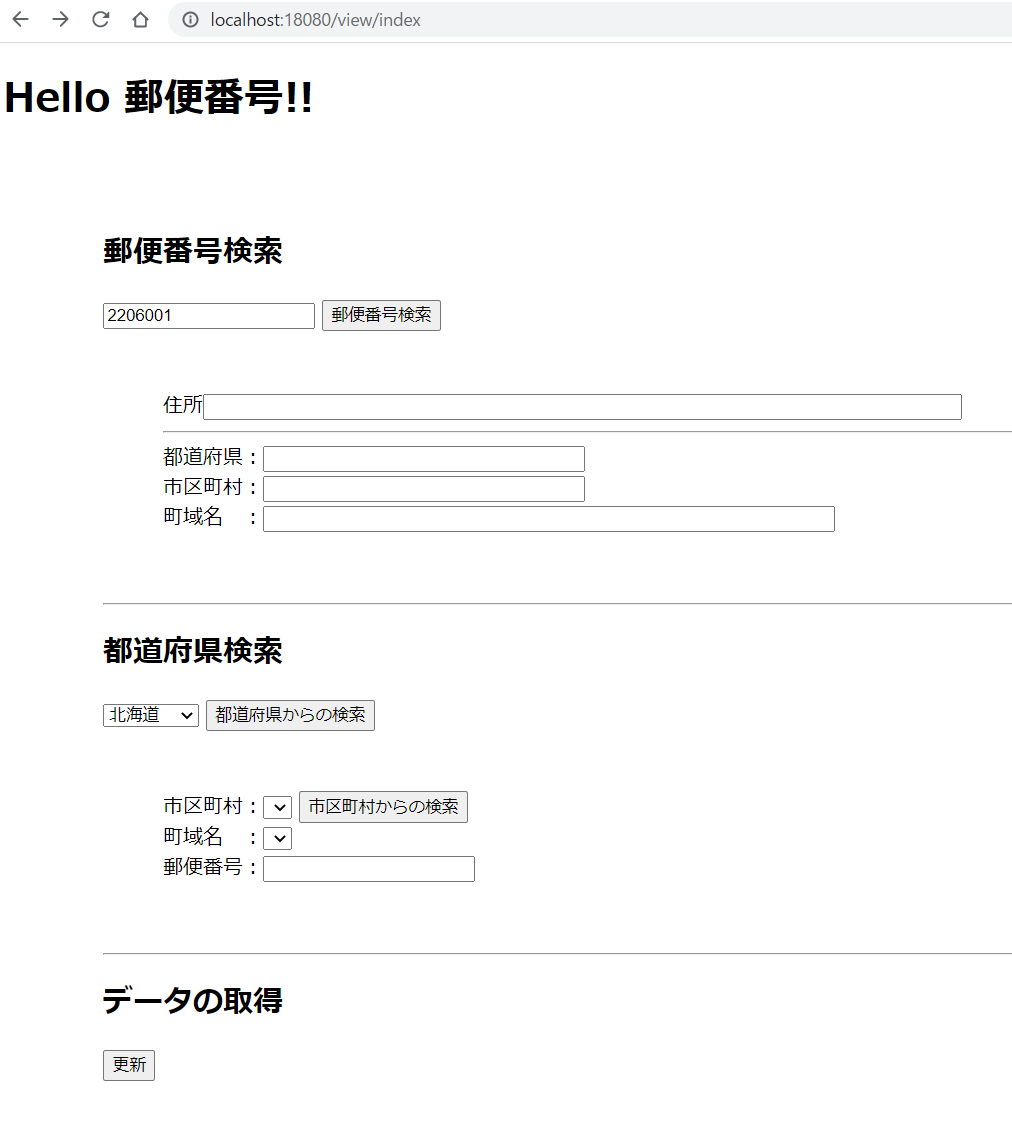 localhost:18080/view/index
Hello 郵便番号!!
郵便番号検索
2206001 郵便番号検索
住所
都道府県：
市区町村：
町域名　：
都道府県検索
北海道 都道府県からの検索
市区町村： 市区町村からの検索
町域名　：
郵便番号：
データの取得
更新